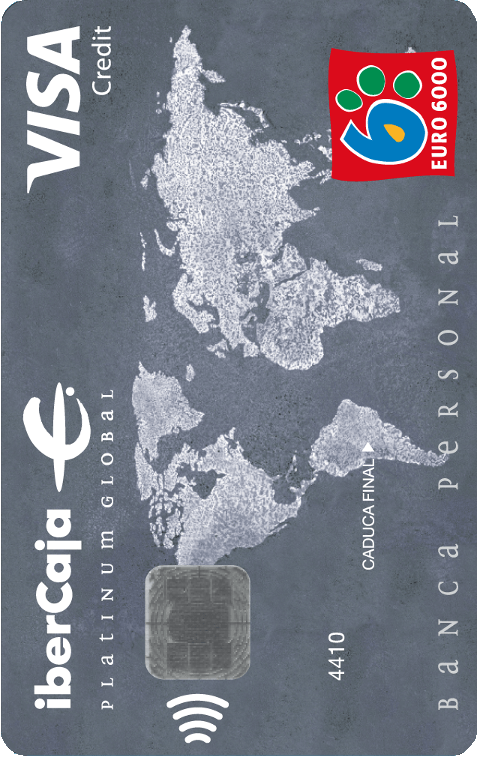 iberCaja
VISA
Credit
PLaTINUm GLOBaL
EURO 6000
4410
CADUCA FINAL
BaNCa PeRSONaL